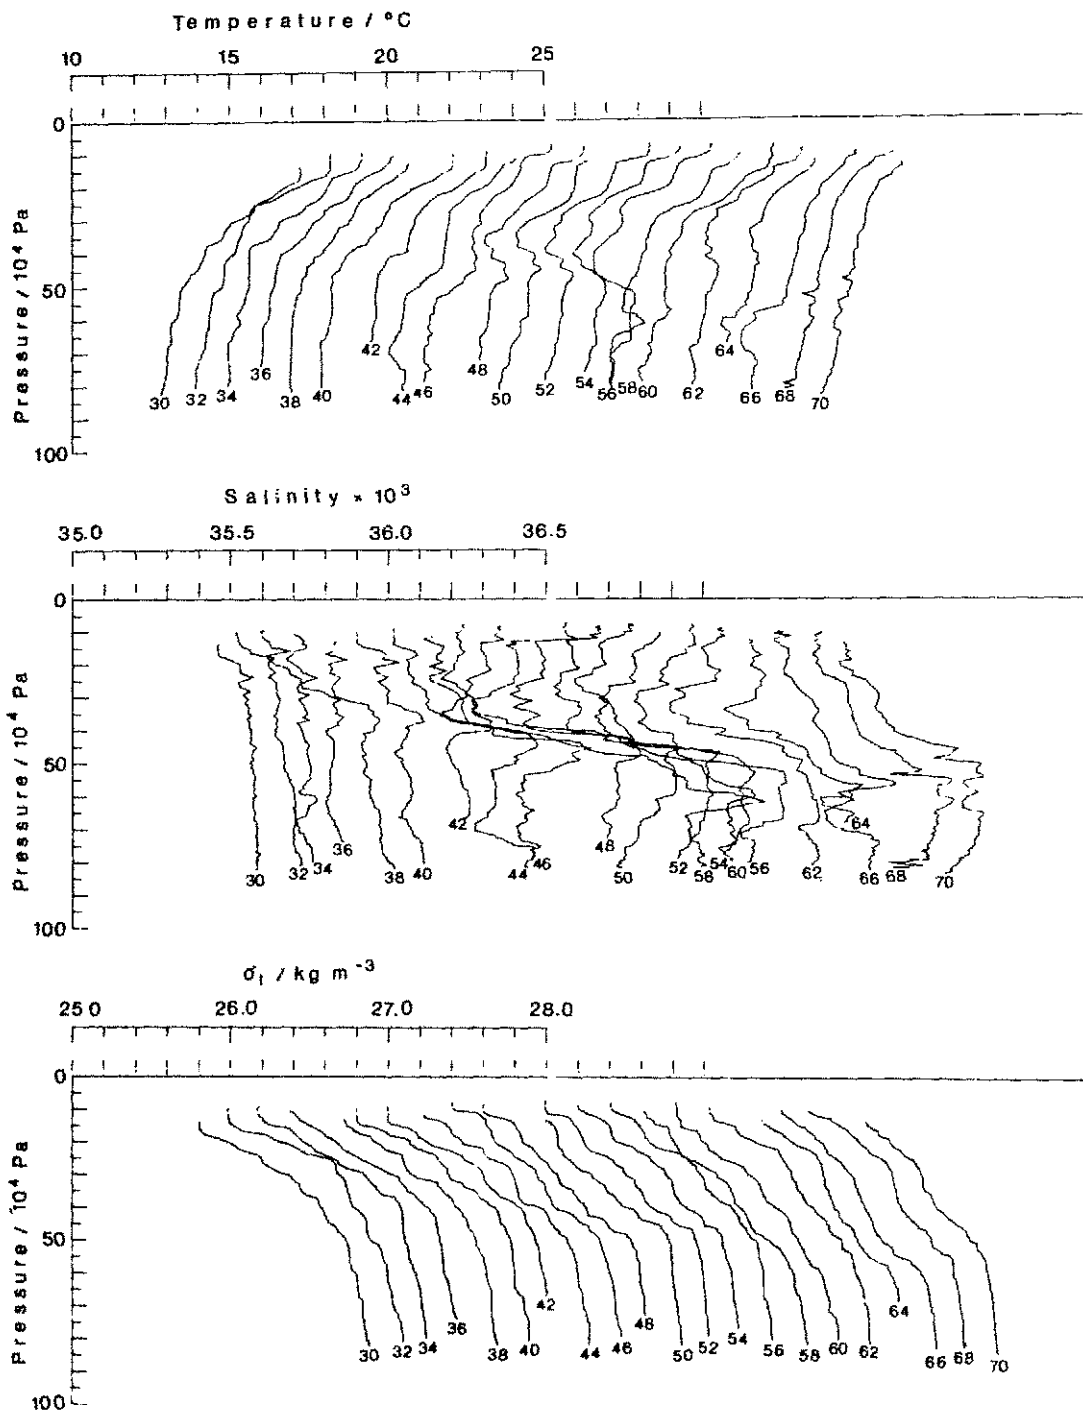 Temperature / °C
10 15 20 25
0
50
100
Pressure / 10⁴ Pa
30 32 34 36 38 40 42 44 46 48 50 52 54 56 58 60 62 64 66 68 70
Salinity × 10³
35.0 35.5 36.0 36.5
0
50
100
Pressure / 10⁴ Pa
30 32 34 36 38 40 42 44 46 48 50 52 58 54 60 56 62 64 66 68 70
σt / kg m⁻³
25.0 26.0 27.0 28.0
0
50
100
Pressure / 10⁴ Pa
30 32 34 36 38 40 42 44 46 48 50 52 54 56 58 60 62 64 66 68 70